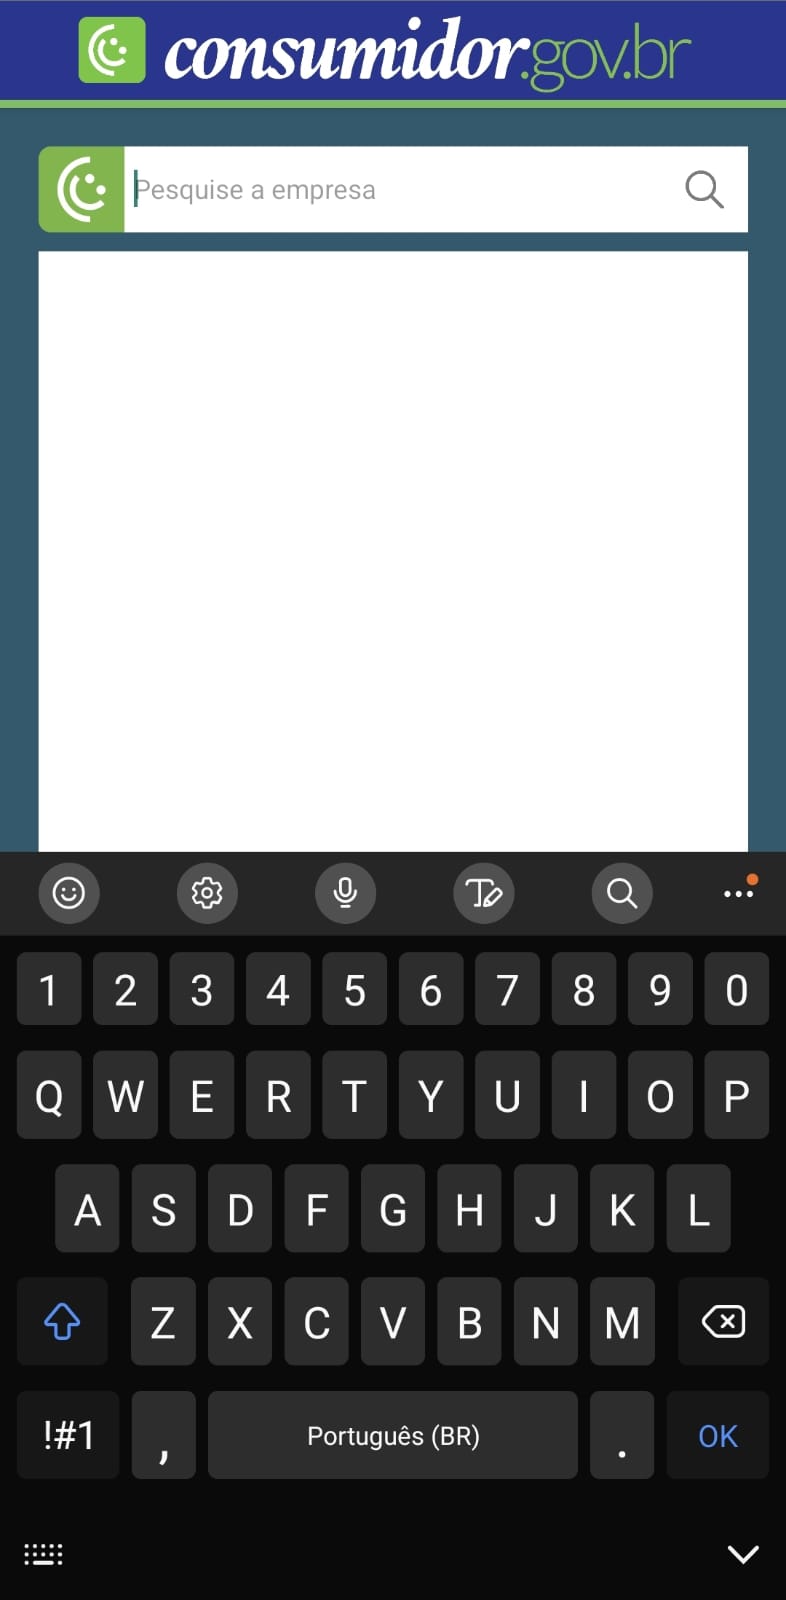 consumidor.gov.br
Pesquise a empresa
1 2 3 4 5 6 7 8 9 0
Q W E R T Y U I O P
A S D F G H J K L
Z X C V B N M
!#1 , Português (BR) . OK